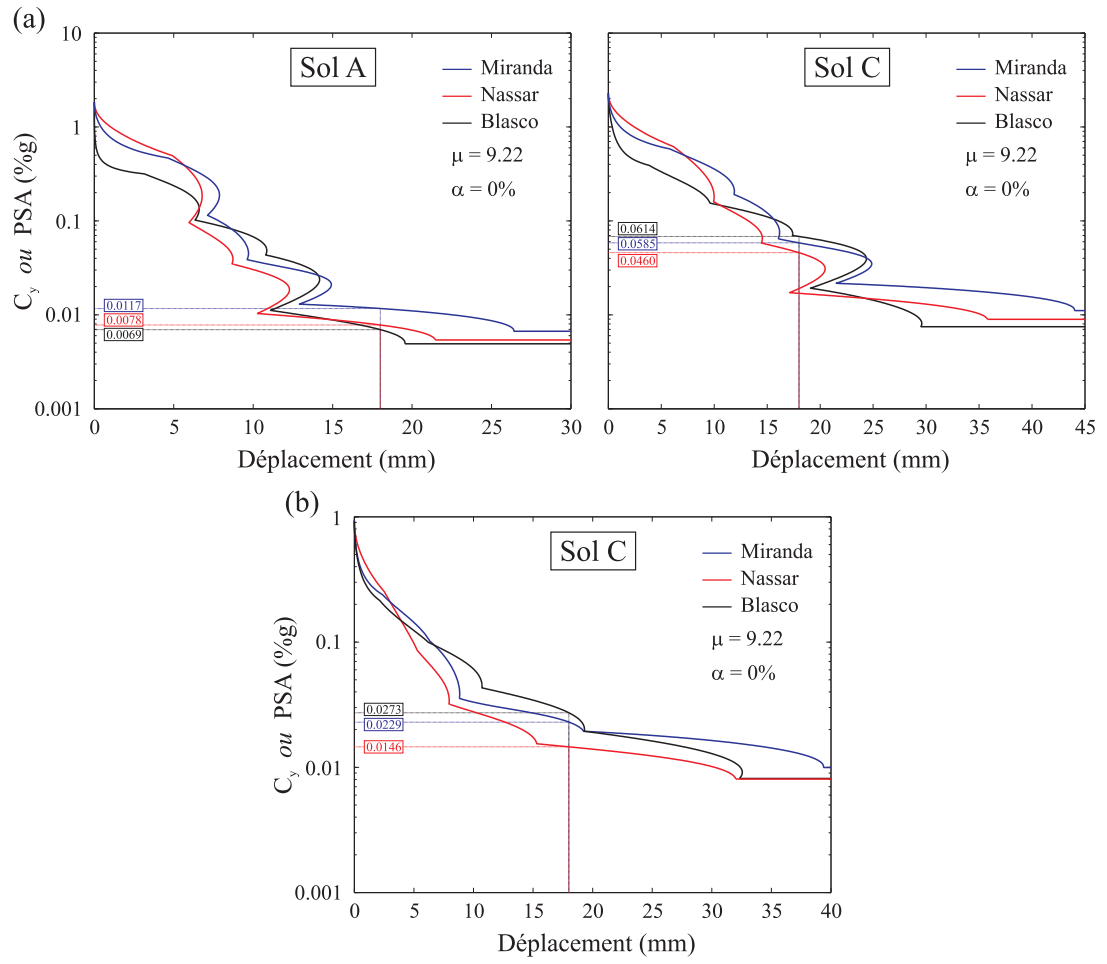 (a)
Sol A
Miranda
Nassar
Blasco
μ = 9.22
α = 0%
10
1
0.1
0.01
0.001
0.0117
0.0078
0.0069
0
5
10
15
20
25
30
C_y ou PSA (%g)
Déplacement (mm)
Sol C
Miranda
Nassar
Blasco
μ = 9.22
α = 0%
0.0614
0.0585
0.0460
0
5
10
15
20
25
30
35
40
45
Déplacement (mm)
(b)
Sol C
Miranda
Nassar
Blasco
μ = 9.22
α = 0%
1
0.1
0.01
0.001
0.0273
0.0229
0.0146
0
5
10
15
20
25
30
35
40
C_y ou PSA (%g)
Déplacement (mm)